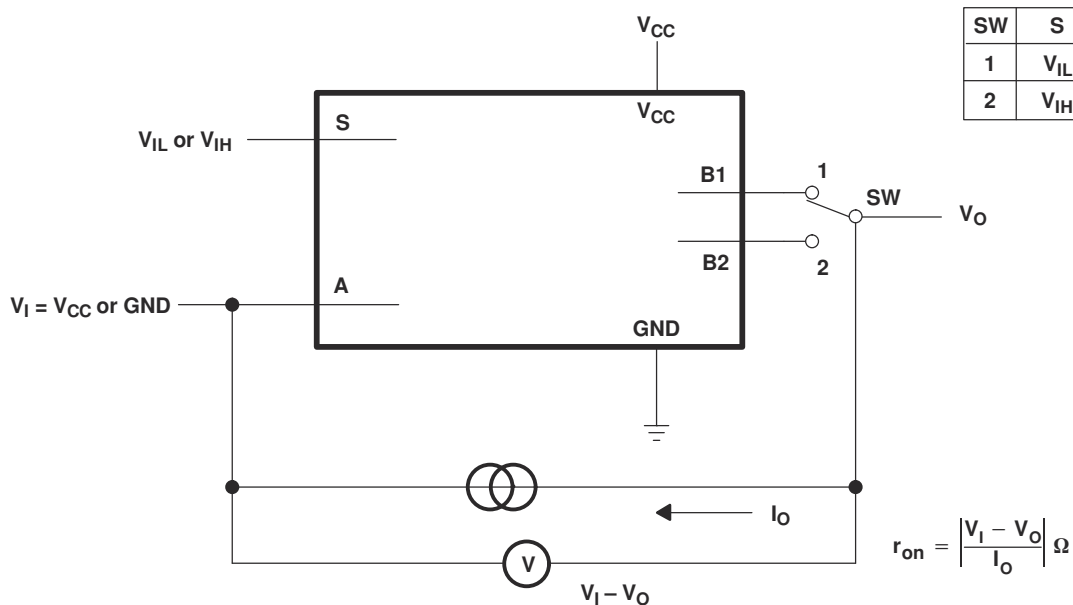 V_CC
SW S
1 V_IL
2 V_IH
V_CC
S
V_IL or V_IH
B1
1
SW
V_O
B2
2
A
V_I = V_CC or GND
GND
I_O
r_on = |V_I – V_O / I_O| Ω
V
V_I – V_O